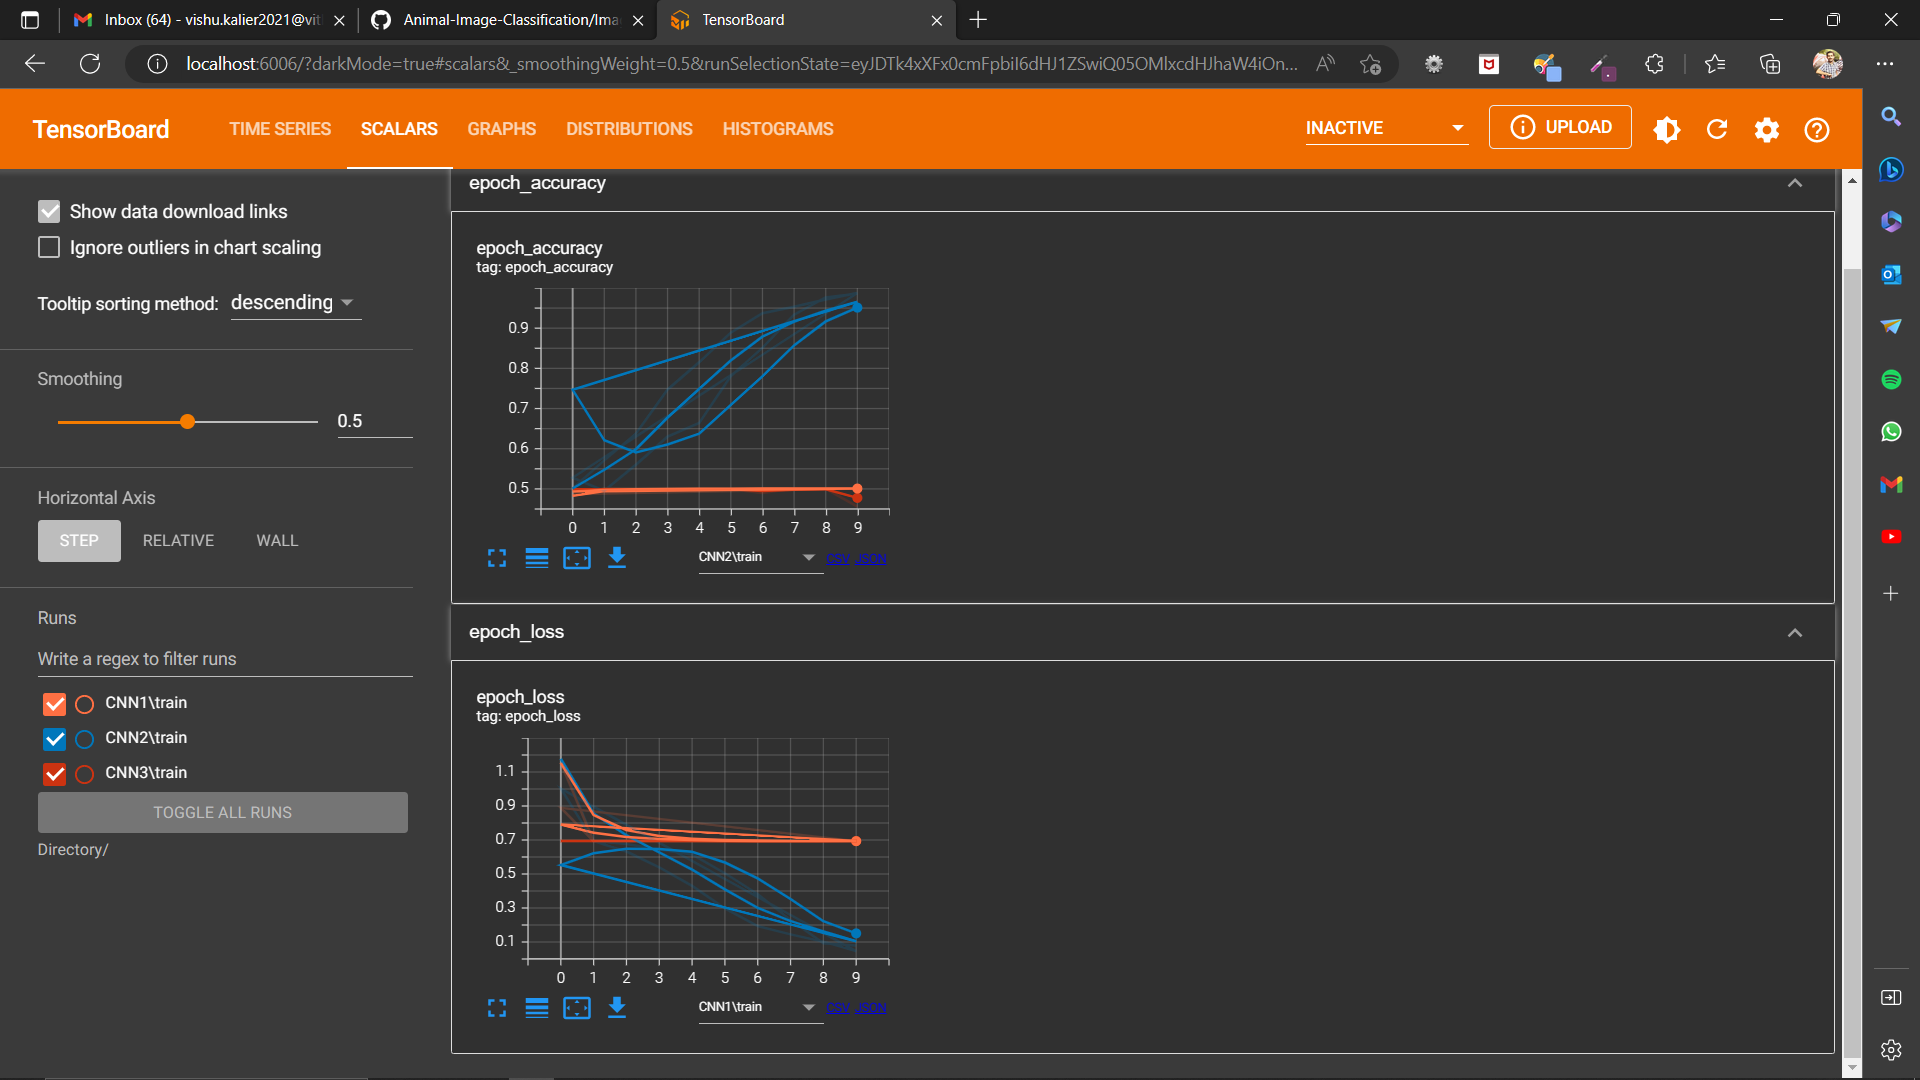 Inbox (64) - vishu.kalier2021@vit
Animal-Image-Classification/Ima
TensorBoard
localhost:6006/?darkMode=true#scalars&_smoothingWeight=0.5&runSelectionState=eyJDTk4xXFx0cmFpbiI6dHJ1ZSwiQ05OMlxcdHJhaW4iOn...
TensorBoard
TIME SERIES
SCALARS
GRAPHS
DISTRIBUTIONS
HISTOGRAMS
INACTIVE
UPLOAD
Show data download links
Ignore outliers in chart scaling
Tooltip sorting method: descending
Smoothing
0.5
Horizontal Axis
STEP
RELATIVE
WALL
Runs
Write a regex to filter runs
CNN1\train
CNN2\train
CNN3\train
TOGGLE ALL RUNS
Directory/
epoch_accuracy
epoch_accuracy
tag: epoch_accuracy
0.9
0.8
0.7
0.6
0.5
0 1 2 3 4 5 6 7 8 9
CNN2\train
CSV JSON
epoch_loss
epoch_loss
tag: epoch_loss
1.1
0.9
0.7
0.5
0.3
0.1
0 1 2 3 4 5 6 7 8 9
CNN1\train
CSV JSON